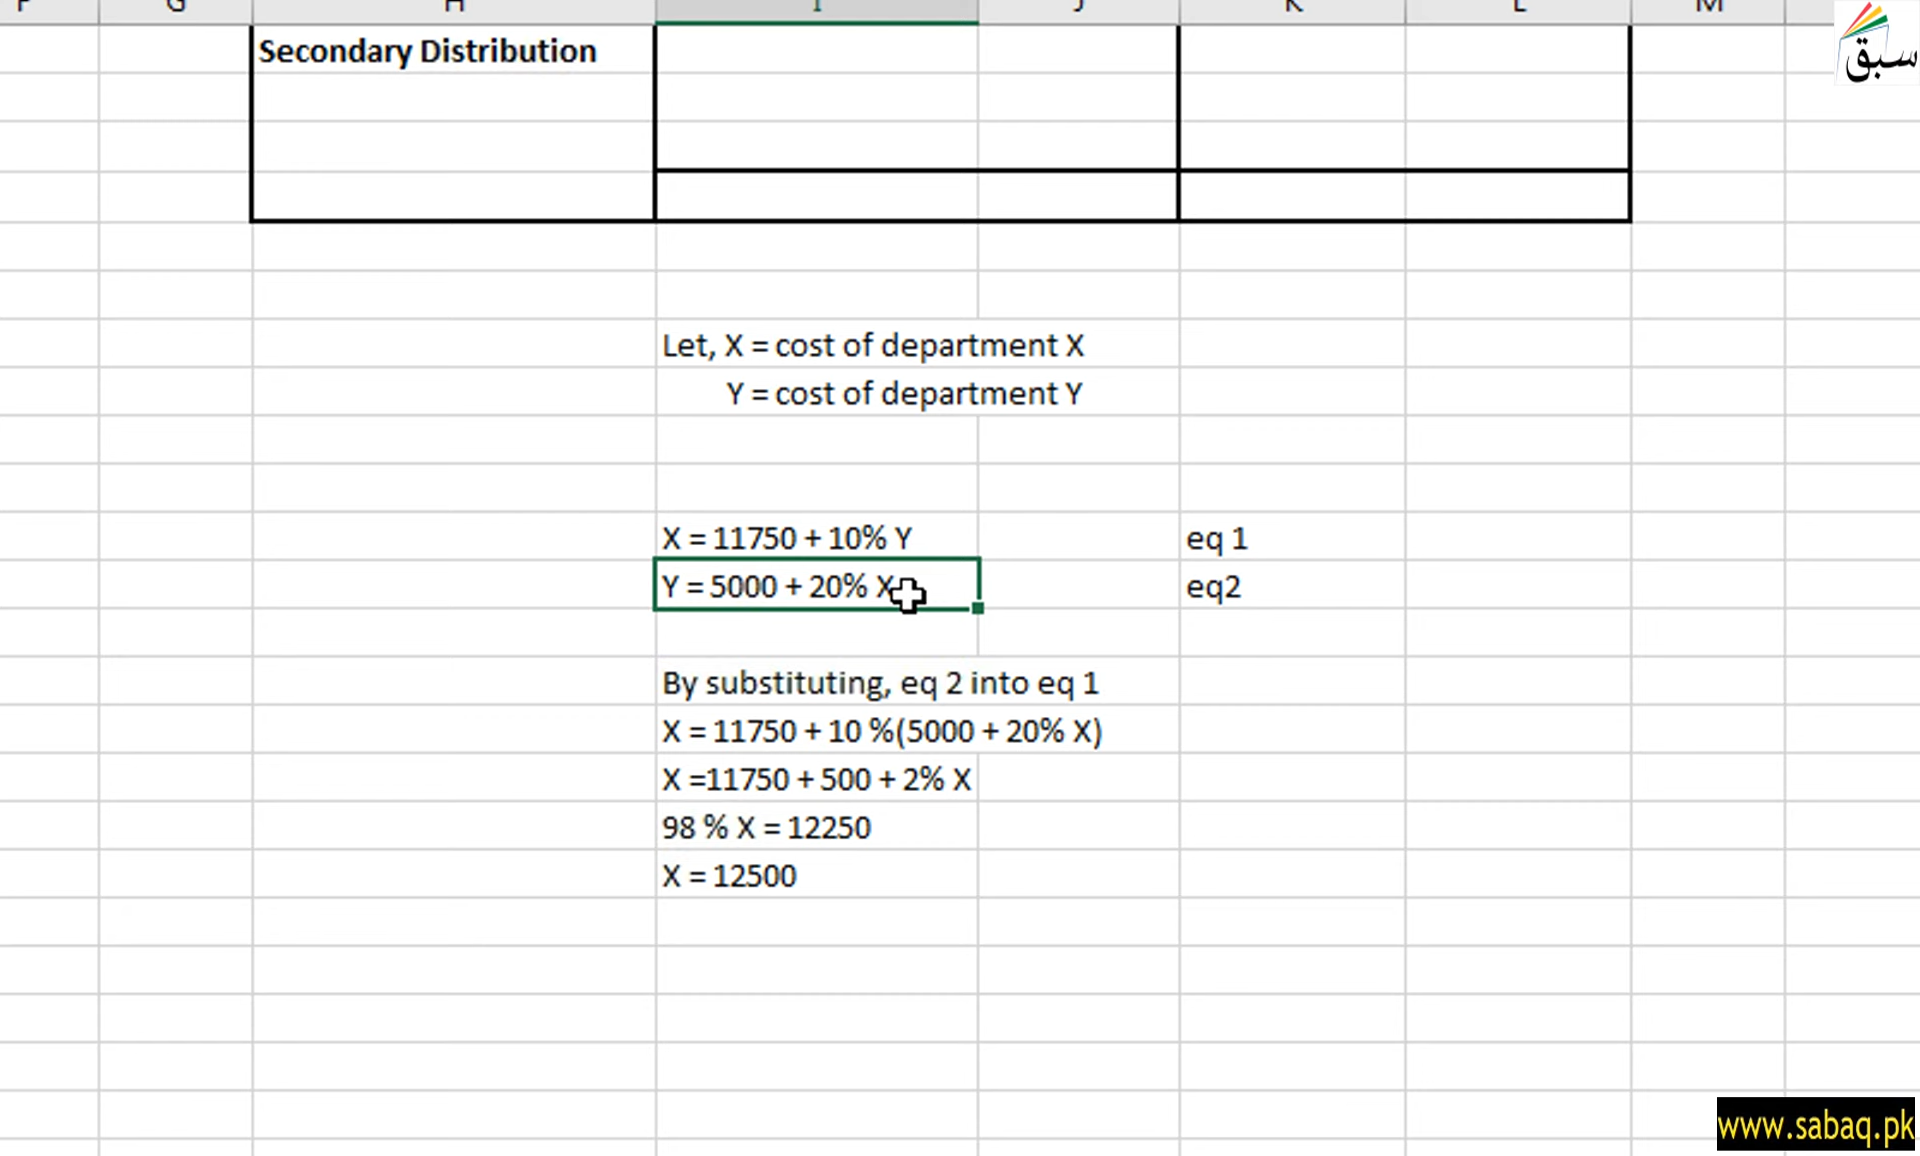 F G H I J K L M
سبق
Secondary Distribution
Let, X = cost of department X
Y = cost of department Y
X = 11750 + 10% Y eq 1
Y = 5000 + 20% X eq2
By substituting, eq 2 into eq 1
X = 11750 + 10 %(5000 + 20% X)
X =11750 + 500 + 2% X
98 % X = 12250
X = 12500
www.sabaq.pk